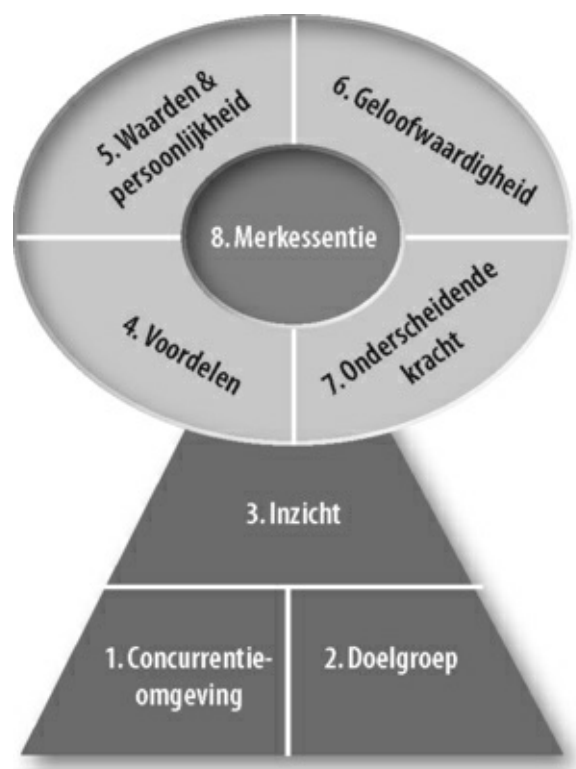 5. Waarden &
persoonlijkheid
6. Geloofwaardigheid
8. Merkessentie
4. Voordelen
7. Onderscheidende
kracht
3. Inzicht
1. Concurrentie-
omgeving
2. Doelgroep